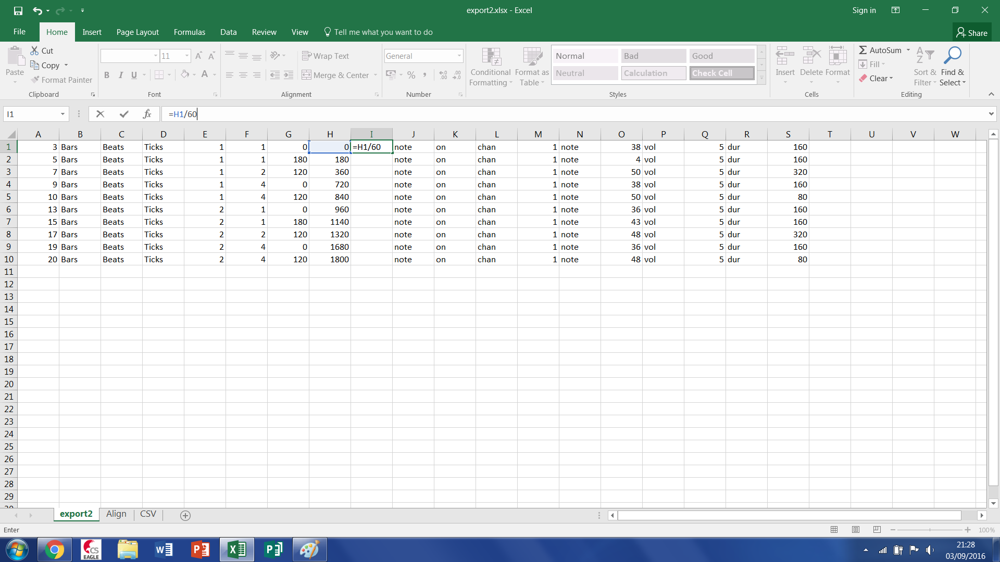 export2.xlsx - Excel
Sign in
File Home Insert Page Layout Formulas Data Review View Tell me what you want to do Share
Paste
Cut
Copy
Format Painter
Clipboard
11
B I U
A
Font
Wrap Text
Merge & Center
Alignment
General
%
Number
Conditional Formatting
Format as Table
Normal Bad Good
Neutral Calculation Check Cell
Styles
Insert Delete Format
Cells
AutoSum
Fill
Clear
Sort & Filter
Find & Select
Editing
I1 fx =H1/60
A B C D E F G H I J K L M N O P Q R S T U V W
1 3 Bars Beats Ticks 1 1 0 0 =H1/60 note on chan 1 note 38 vol 5 dur 160
2 5 Bars Beats Ticks 1 1 180 180 note on chan 1 note 4 vol 5 dur 160
3 7 Bars Beats Ticks 1 2 120 360 note on chan 1 note 50 vol 5 dur 320
4 9 Bars Beats Ticks 1 4 0 720 note on chan 1 note 38 vol 5 dur 160
5 10 Bars Beats Ticks 1 4 120 840 note on chan 1 note 50 vol 5 dur 80
6 13 Bars Beats Ticks 2 1 0 960 note on chan 1 note 36 vol 5 dur 160
7 15 Bars Beats Ticks 2 1 180 1140 note on chan 1 note 43 vol 5 dur 160
8 17 Bars Beats Ticks 2 2 120 1320 note on chan 1 note 48 vol 5 dur 320
9 19 Bars Beats Ticks 2 4 0 1680 note on chan 1 note 36 vol 5 dur 160
10 20 Bars Beats Ticks 2 4 120 1800 note on chan 1 note 48 vol 5 dur 80
11
12
13
14
15
16
17
18
19
20
21
22
23
24
25
26
27
28
29
export2 Align CSV
Enter
100%
CS EAGLE
21:28
03/09/2016